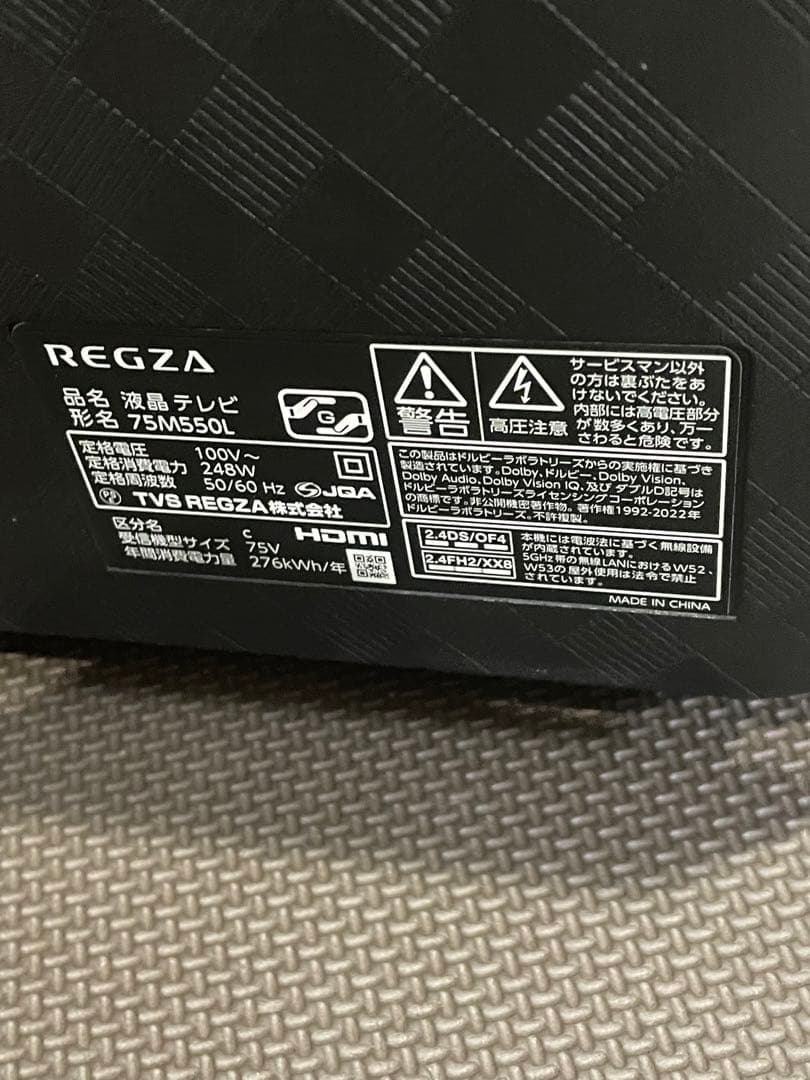 REGZA
品名 液晶テレビ
形名 75M550L
G
定格電圧 100V～
定格消費電力 248W
定格周波数 50/60 Hz JQA
TVS REGZA株式会社
区分名 C HDMI
受信機型サイズ 75V
年間消費電力量 276kWh/年
警告
高圧注意
サービスマン以外
の方は裏ぶたをあ
けないでください。
内部には高電圧部分
が数多くあり、万一
さわると危険です。
この製品はドルビーラボラトリーズからの実施権に基づき
製造されています。Dolby、ドルビー、Dolby Vision、
Dolby Audio、Dolby Vision IQ、及び ダブルD記号は
ドルビーラボラトリーズライセンシング コーポレーション
の商標です。非公開機密著作物。著作権1992-2022年
ドルビーラボラトリーズ。不許複製。
2.4DS/OF4
2.4FH2/XX8
本機には電波法に基づく無線設備
が内蔵されています。
5GHz 帯の無線LANにおけるW52、
W53の屋外使用は法令で禁止
MADE IN CHINA